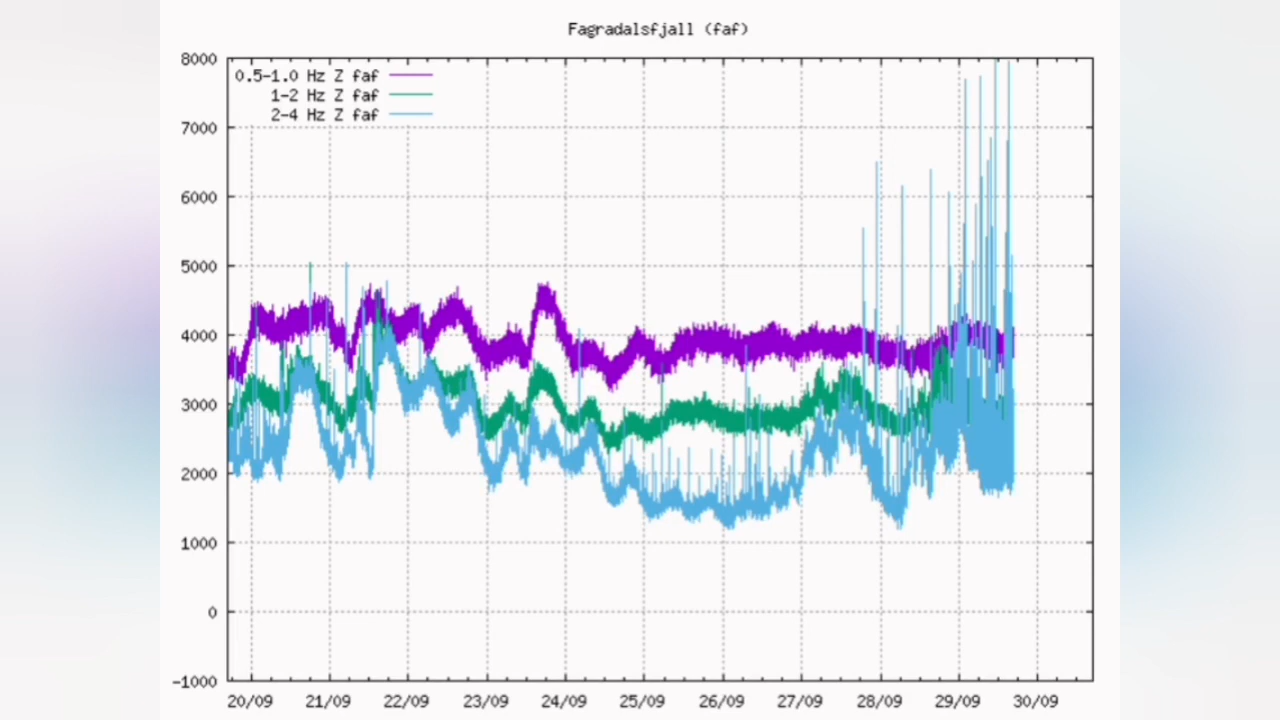 Fagradalsfjall (faf)
0.5-1.0 Hz Z faf
1-2 Hz Z faf
2-4 Hz Z faf
8000
7000
6000
5000
4000
3000
2000
1000
0
-1000
20/09 21/09 22/09 23/09 24/09 25/09 26/09 27/09 28/09 29/09 30/09